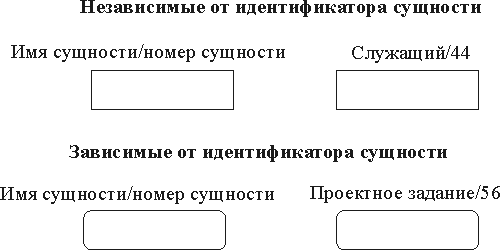 Независимые от идентификатора сущности
Имя сущности/номер сущности Служащий/44
Зависимые от идентификатора сущности
Имя сущности/номер сущности Проектное задание/56